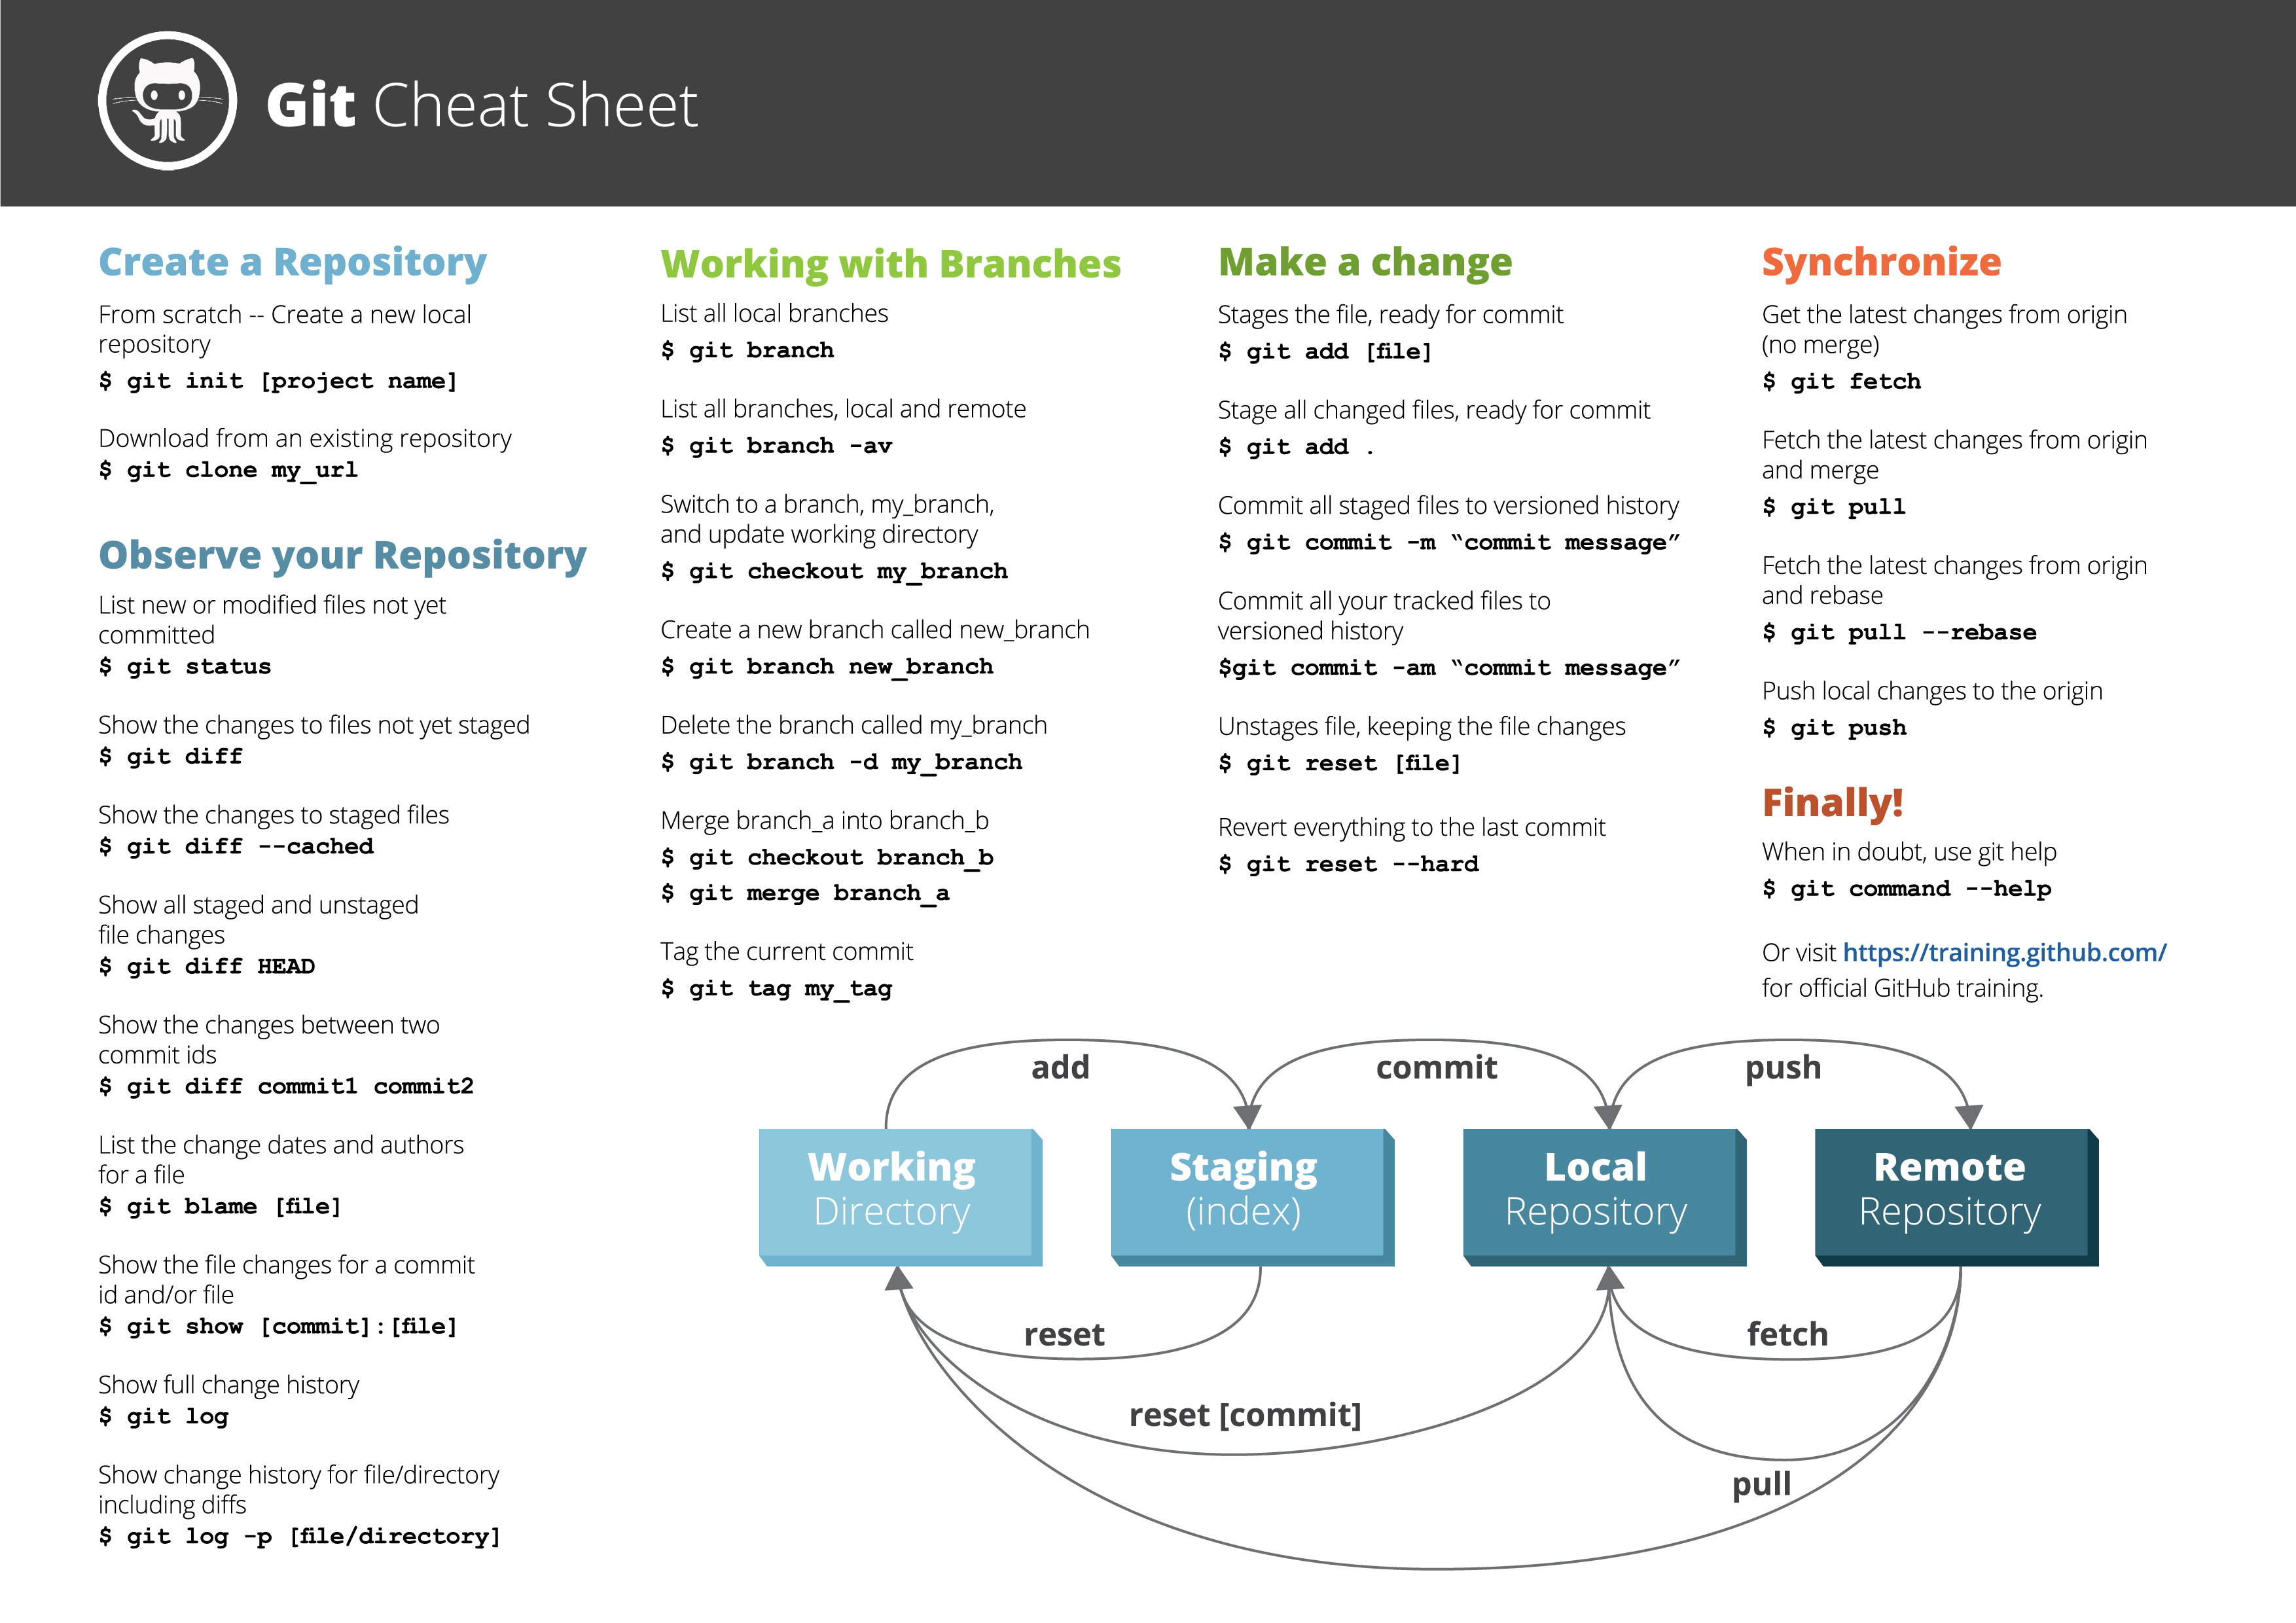 Git Cheat Sheet
Create a Repository
From scratch -- Create a new local
repository
$ git init [project name]
Download from an existing repository
$ git clone my_url
Observe your Repository
List new or modified files not yet
committed
$ git status
Show the changes to files not yet staged
$ git diff
Show the changes to staged files
$ git diff --cached
Show all staged and unstaged
file changes
$ git diff HEAD
Show the changes between two
commit ids
$ git diff commit1 commit2
List the change dates and authors
for a file
$ git blame [file]
Show the file changes for a commit
id and/or file
$ git show [commit]:[file]
Show full change history
$ git log
Show change history for file/directory
including diffs
$ git log -p [file/directory]
Working with Branches
List all local branches
$ git branch
List all branches, local and remote
$ git branch -av
Switch to a branch, my_branch,
and update working directory
$ git checkout my_branch
Create a new branch called new_branch
$ git branch new_branch
Delete the branch called my_branch
$ git branch -d my_branch
Merge branch_a into branch_b
$ git checkout branch_b
$ git merge branch_a
Tag the current commit
$ git tag my_tag
Make a change
Stages the file, ready for commit
$ git add [file]
Stage all changed files, ready for commit
$ git add .
Commit all staged files to versioned history
$ git commit -m “commit message”
Commit all your tracked files to
versioned history
$git commit -am “commit message”
Unstages file, keeping the file changes
$ git reset [file]
Revert everything to the last commit
$ git reset --hard
Synchronize
Get the latest changes from origin
(no merge)
$ git fetch
Fetch the latest changes from origin
and merge
$ git pull
Fetch the latest changes from origin
and rebase
$ git pull --rebase
Push local changes to the origin
$ git push
Finally!
When in doubt, use git help
$ git command --help
Or visit https://training.github.com/
for official GitHub training.
add
commit
push
Working
Directory
Staging
(index)
Local
Repository
Remote
Repository
reset
fetch
reset [commit]
pull